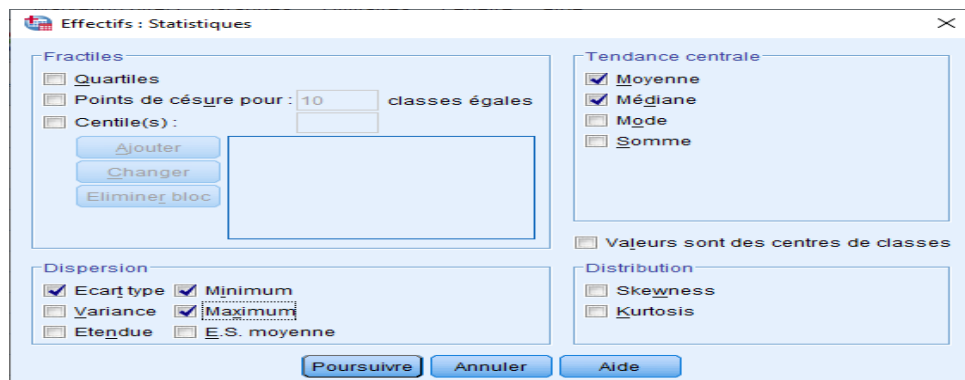 Effectifs : Statistiques
Fractiles
Quartiles
Points de césure pour : 10 classes égales
Centile(s) :
Ajouter
Changer
Eliminer bloc
Tendance centrale
Moyenne
Médiane
Mode
Somme
Valeurs sont des centres de classes
Dispersion
Ecart type Minimum
Variance Maximum
Etendue E.S. moyenne
Distribution
Skewness
Kurtosis
Poursuivre Annuler Aide